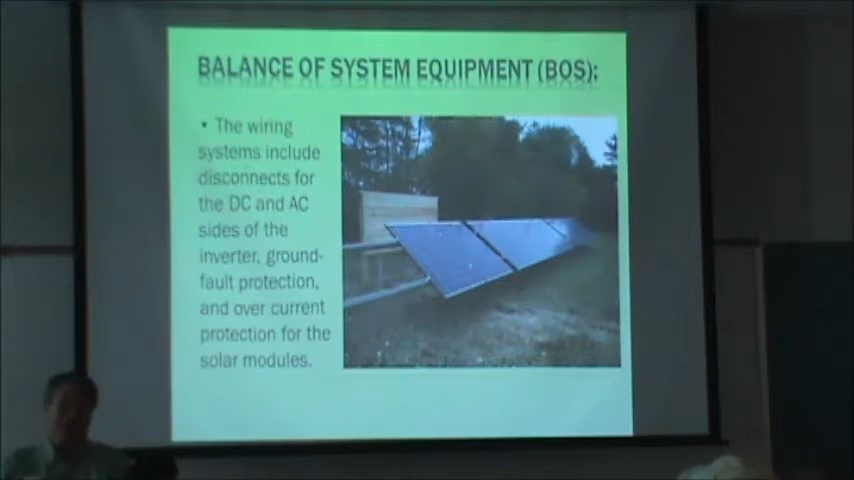 BALANCE OF SYSTEM EQUIPMENT (BOS):
• The wiring
systems include
disconnects for
the DC and AC
sides of the
inverter, ground-
fault protection,
and over current
protection for the
solar modules.